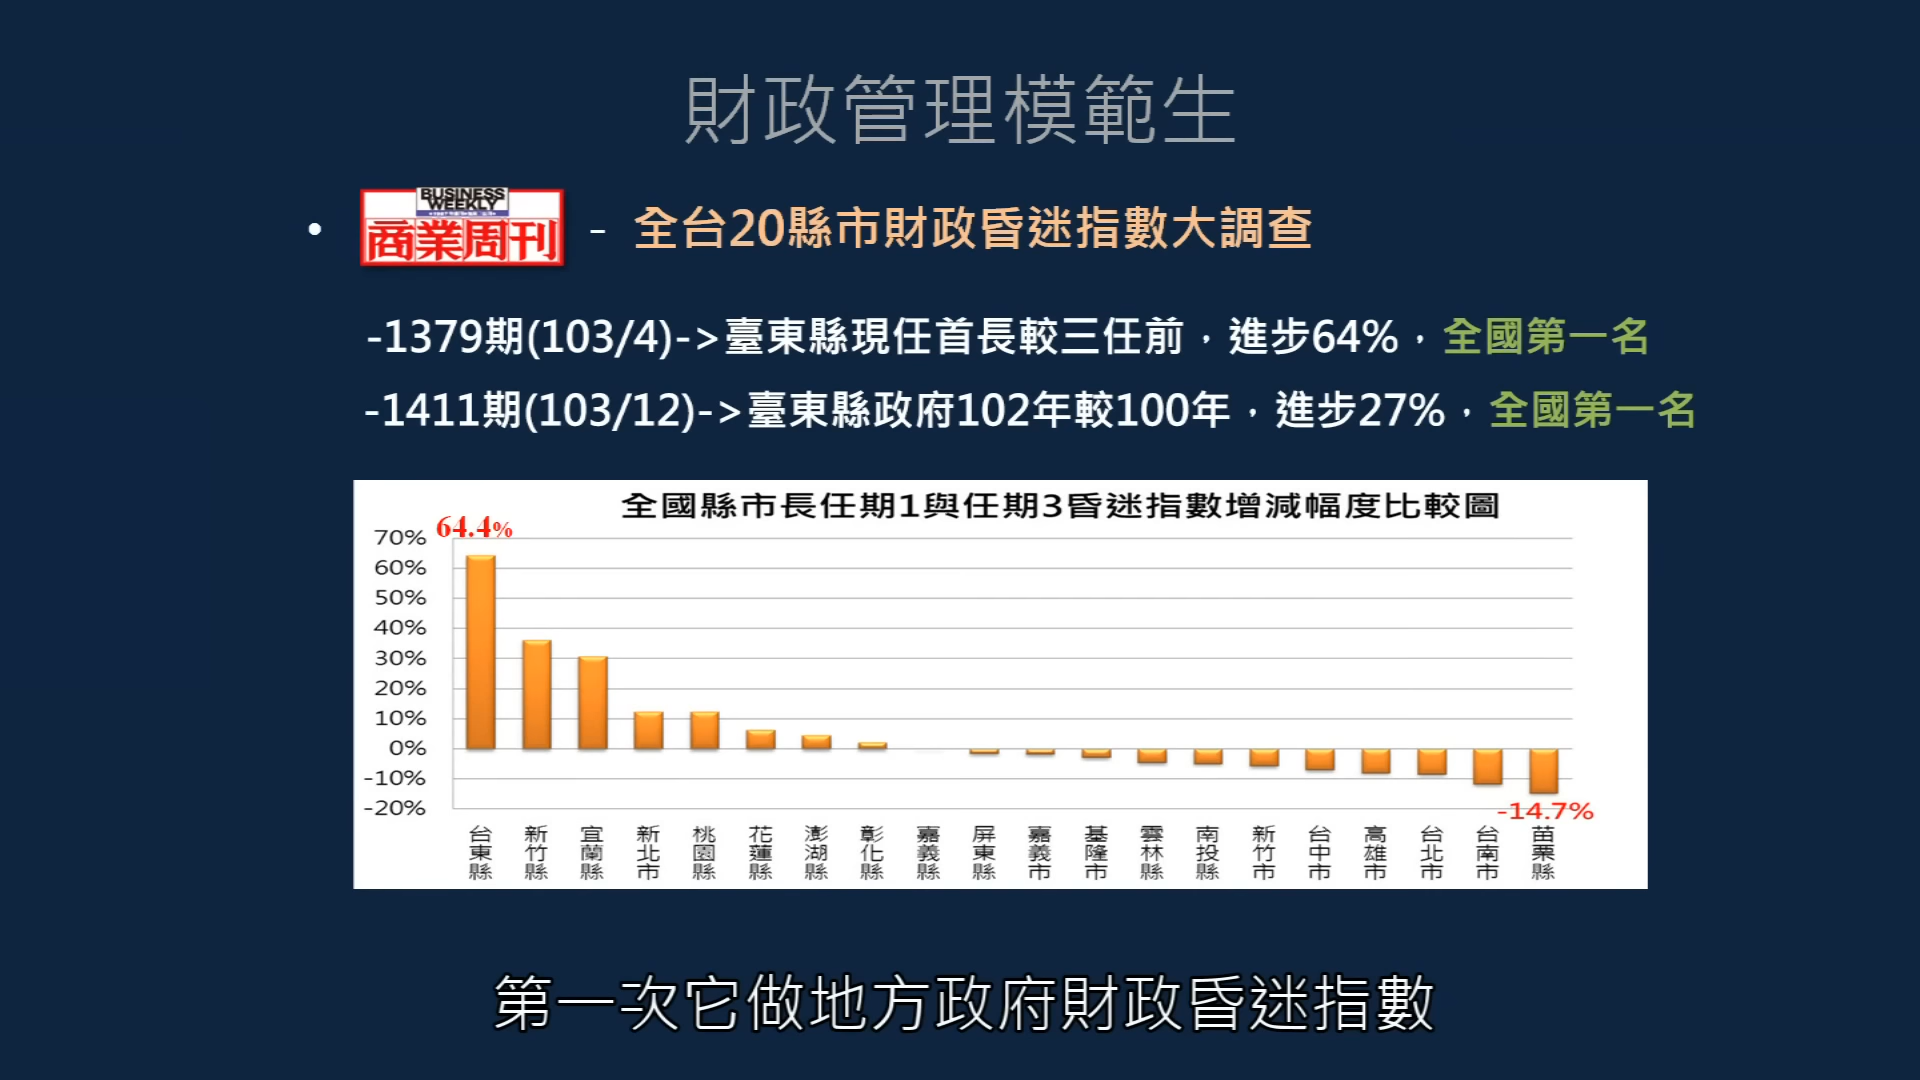 財政管理模範生
BUSINESS
WEEKLY
商業周刊
- 全台20縣市財政昏迷指數大調查
-1379期(103/4)->臺東縣現任首長較三任前，進步64%，全國第一名
-1411期(103/12)->臺東縣政府102年較100年，進步27%，全國第一名
全國縣市長任期1與任期3昏迷指數增減幅度比較圖
64.4%
70%
60%
50%
40%
30%
20%
10%
0%
-10%
-20%
-14.7%
台東縣
新竹縣
宜蘭縣
新北市
桃園縣
花蓮縣
澎湖縣
彰化縣
嘉義縣
屏東縣
嘉義市
基隆市
雲林縣
南投縣
新竹市
台中市
高雄市
台北市
台南市
苗栗縣
第一次它做地方政府財政昏迷指數